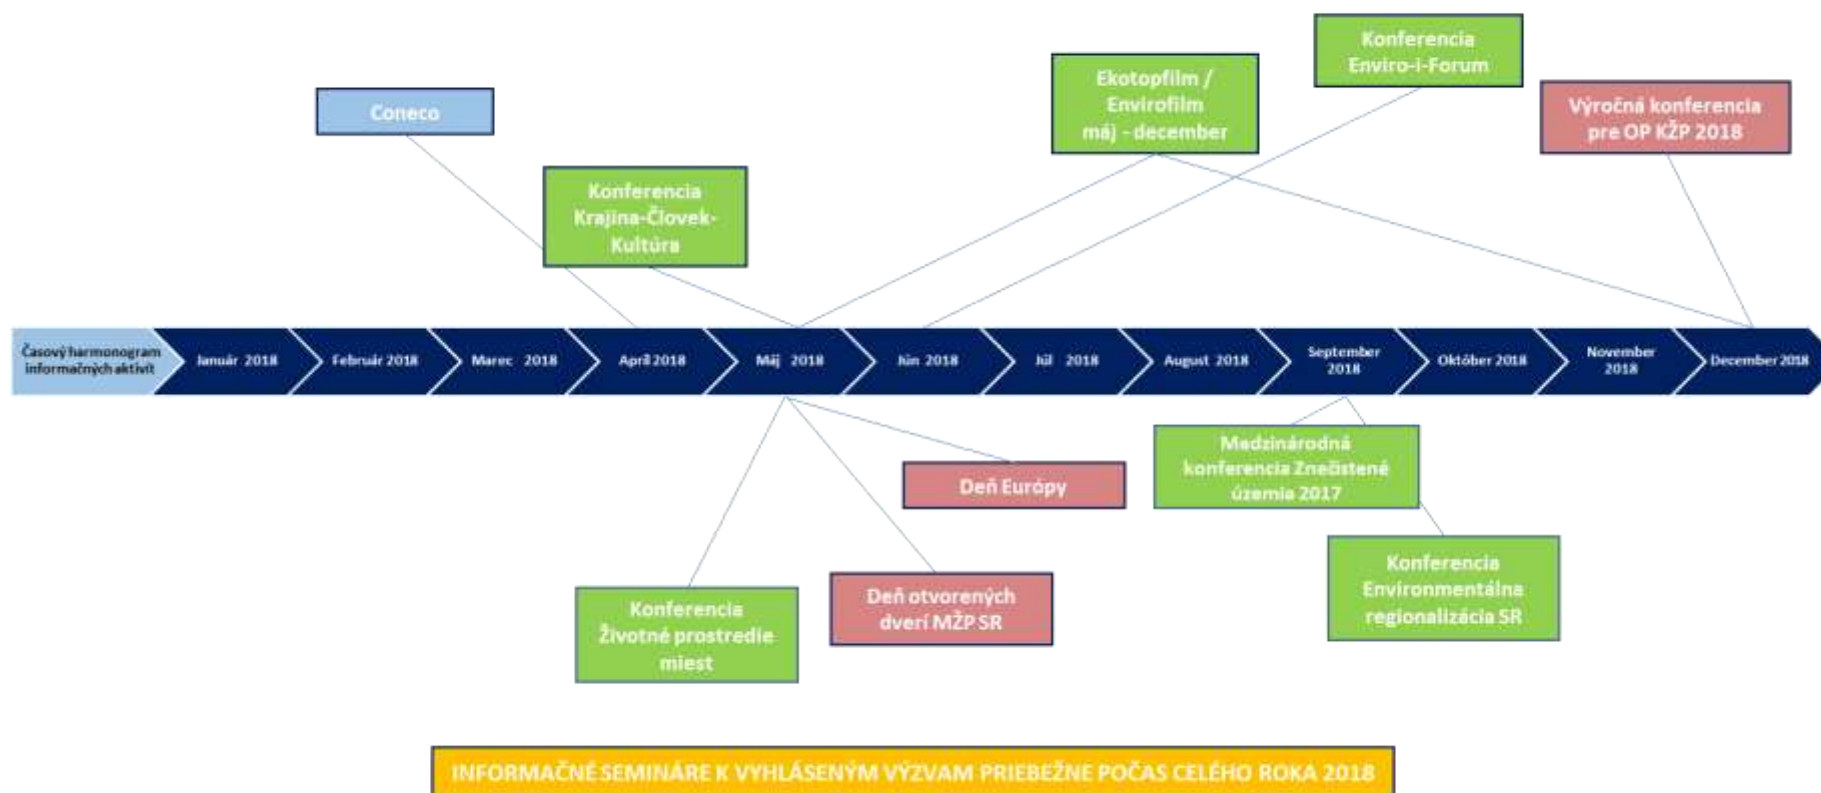 Konferencia
Enviro-i-Forum
Ekotopfilm /
Envirofilm
máj - december
Coneco
Výročná konferencia
pre OP KŽP 2018
Konferencia
Krajina-Človek-
Kultúra
Časový harmonogram
informačných aktivít
Január 2018
Február 2018
Marec 2018
Apríl 2018
Máj 2018
Jún 2018
Júl 2018
August 2018
September
2018
Október 2018
November
2018
December 2018
Medzinárodná
konferencia Znečistené
územia 2017
Deň Európy
Konferencia
Environmentálna
regionalizácia SR
Deň otvorených
dverí MŽP SR
Konferencia
Životné prostredie
miest
INFORMAČNÉ SEMINÁRE K VYHLÁSENÝM VÝZVAM PRIEBEŽNE POČAS CELÉHO ROKA 2018